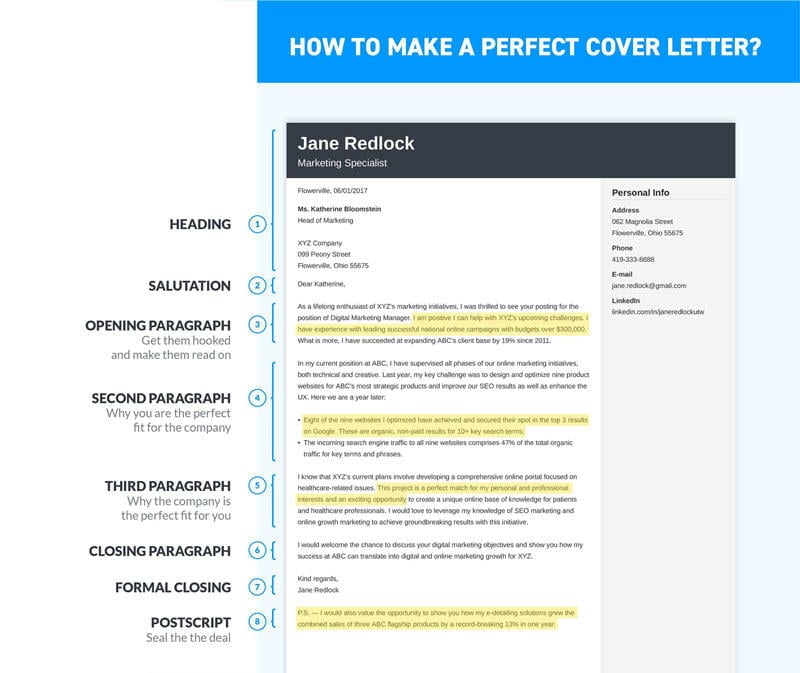 HOW TO MAKE A PERFECT COVER LETTER?
HEADING
1
SALUTATION
2
OPENING PARAGRAPH
3
Get them hooked
and make them read on
SECOND PARAGRAPH
4
Why you are the perfect
fit for the company
THIRD PARAGRAPH
5
Why the company is
the perfect fit for you
CLOSING PARAGRAPH
6
FORMAL CLOSING
7
POSTSCRIPT
8
Seal the the deal
Jane Redlock
Marketing Specialist
Flowerville, 06/01/2017
Ms. Katherine Bloomstein
Head of Marketing
XYZ Company
099 Peony Street
Flowerville, Ohio 55675
Dear Katherine,
As a lifelong enthusiast of XYZ's marketing initiatives, I was thrilled to see your posting for the
position of Digital Marketing Manager. I am positive I can help with XYZ's upcoming challenges. I
have experience with leading successful national online campaigns with budgets over $300,000.
What is more, I have succeeded at expanding ABC's client base by 19% since 2011.
In my current position at ABC, I have supervised all phases of our online marketing initiatives,
both technical and creative. Last year, my key challenge was to design and optimize nine product
websites for ABC's most strategic products and improve our SEO results as well as enhance the
UX. Here we are a year later:
• Eight of the nine websites I optimized have achieved and secured their spot in the top 3 results
on Google. These are organic, non-paid results for 10+ key search terms;
• The incoming search engine traffic to all nine websites comprises 47% of the total organic
traffic for key terms and phrases.
I know that XYZ's current plans involve developing a comprehensive online portal focused on
healthcare-related issues. This project is a perfect match for my personal and professional
interests and an exciting opportunity to create a unique online base of knowledge for patients
and healthcare professionals. I would love to leverage my knowledge of SEO marketing and
online growth marketing to achieve groundbreaking results with this initiative.
I would welcome the chance to discuss your digital marketing objectives and show you how my
success at ABC can translate into digital and online marketing growth for XYZ.
Kind regards,
Jane Redlock
P.S. — I would also value the opportunity to show you how my e-detailing solutions grew the
combined sales of three ABC flagship products by a record-breaking 13% in one year.
Personal Info
Address
062 Magnolia Street
Flowerville, Ohio 55675
Phone
419-333-8888
E-mail
jane.redlock@gmail.com
LinkedIn
linkedin.com/in/janeredlockutw